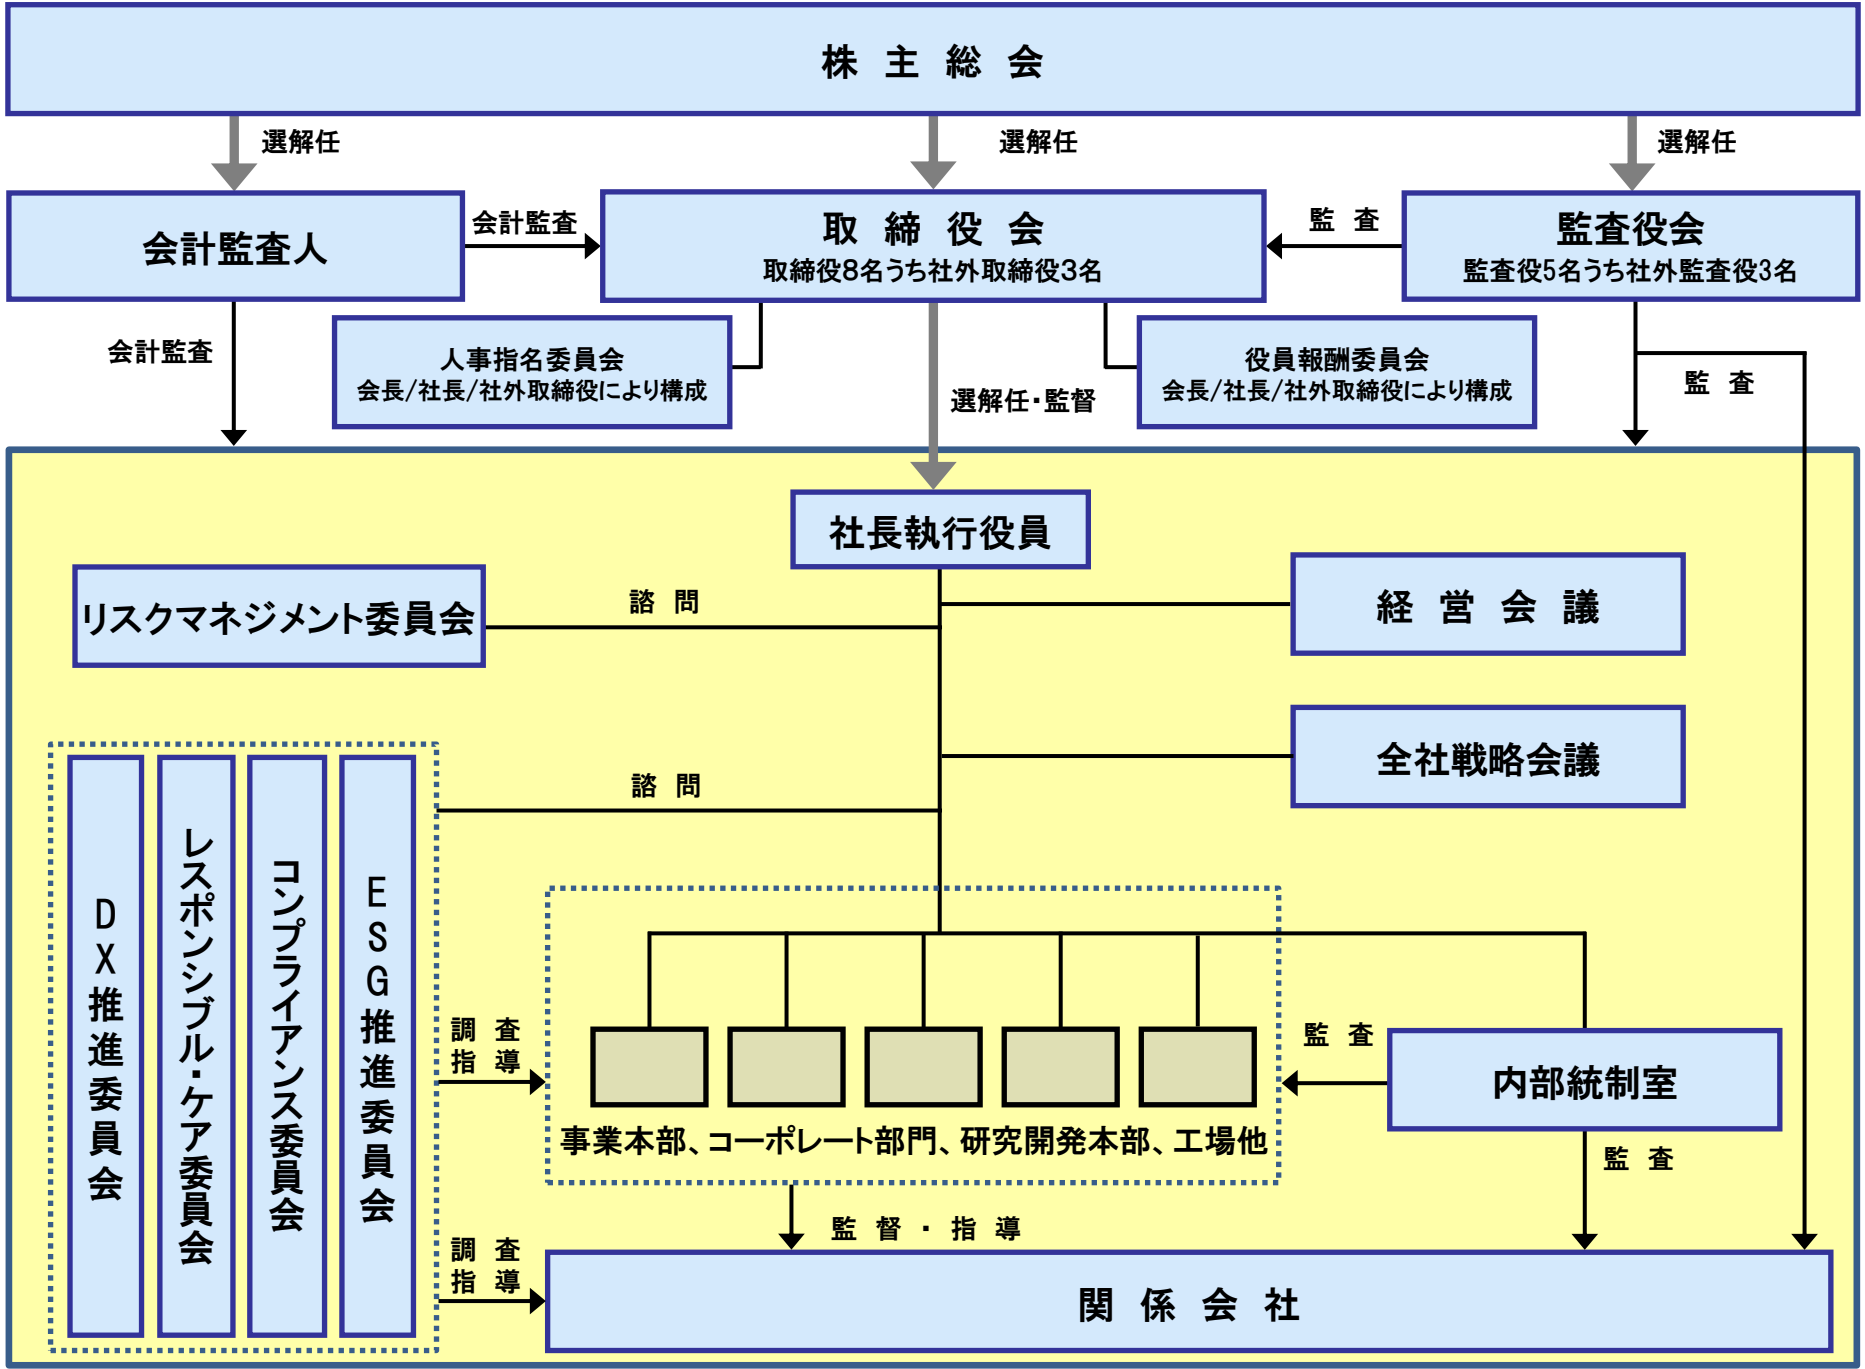 株主総会
選解任
選解任
選解任
会計監査人
会計監査
取締役会
取締役8名うち社外取締役3名
監査
監査役会
監査役5名うち社外監査役3名
会計監査
人事指名委員会
会長/社長/社外取締役により構成
選解任・監督
役員報酬委員会
会長/社長/社外取締役により構成
監査
社長執行役員
リスクマネジメント委員会
諮問
経営会議
全社戦略会議
諮問
DX推進委員会
レスポンシブル・ケア委員会
コンプライアンス委員会
ESG推進委員会
調査
指導
事業本部、コーポレート部門、研究開発本部、工場他
監査
内部統制室
監査
監督・指導
調査
指導
関係会社